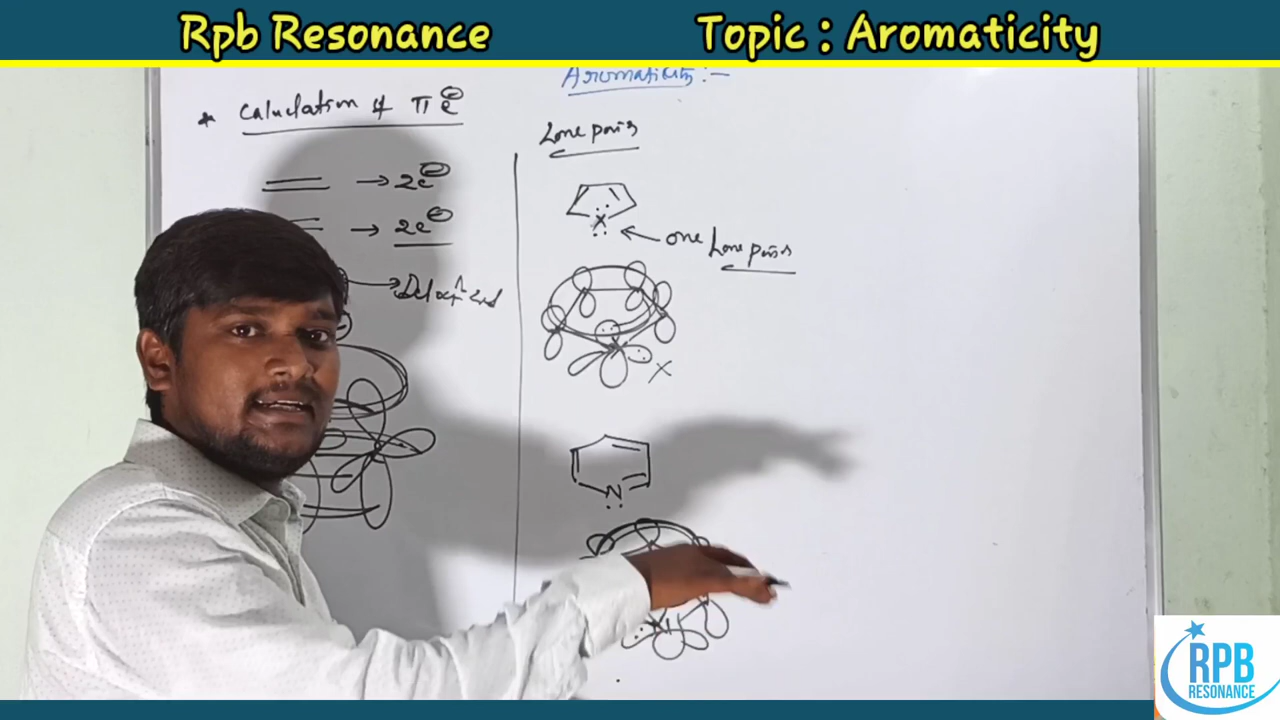 Rpb Resonance
Topic : Aromaticity
Aromaticity :-
* Calculation of π e⊖
→ 2e⊖
→ 2e⊖
Lone pairs
X
← one Lone pairs
X
N
RPB
RESONANCE